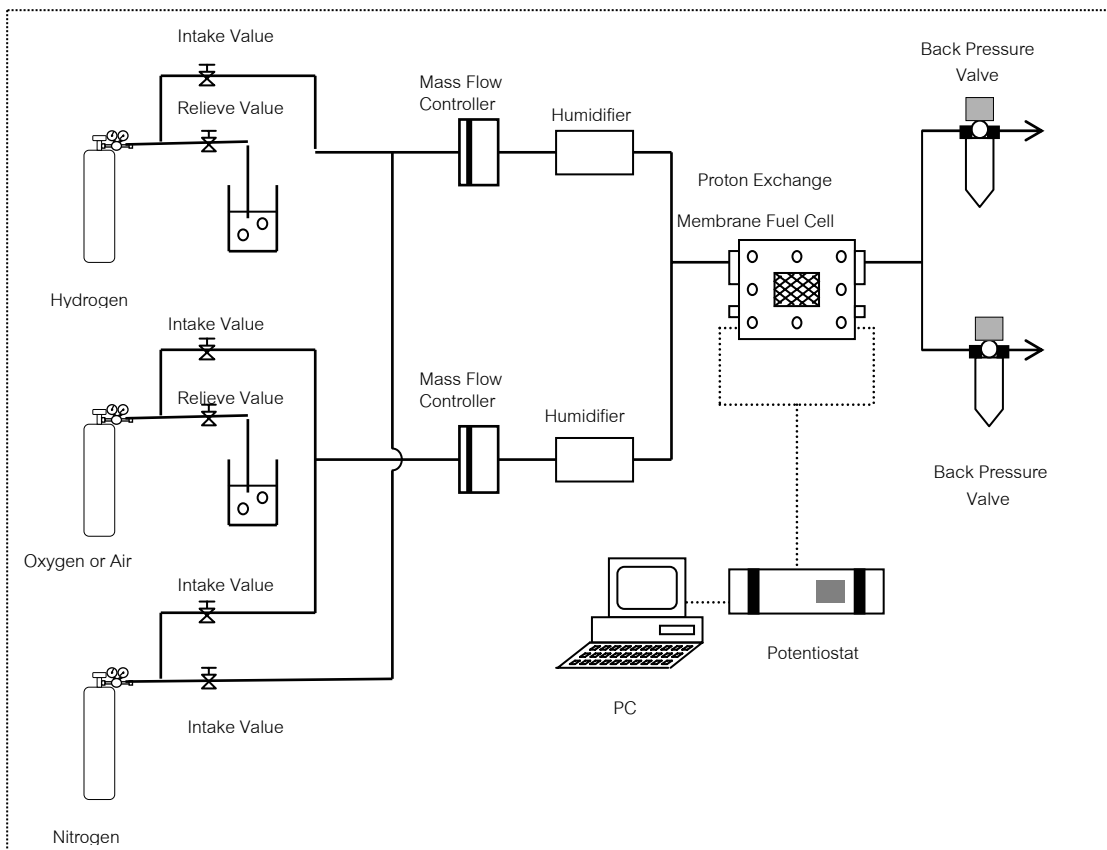 Intake Value
Relieve Value
Hydrogen
Mass Flow
Controller
Humidifier
Back Pressure
Valve
Proton Exchange
Membrane Fuel Cell
Intake Value
Relieve Value
Oxygen or Air
Mass Flow
Controller
Humidifier
Back Pressure
Valve
Intake Value
Intake Value
Nitrogen
PC
Potentiostat